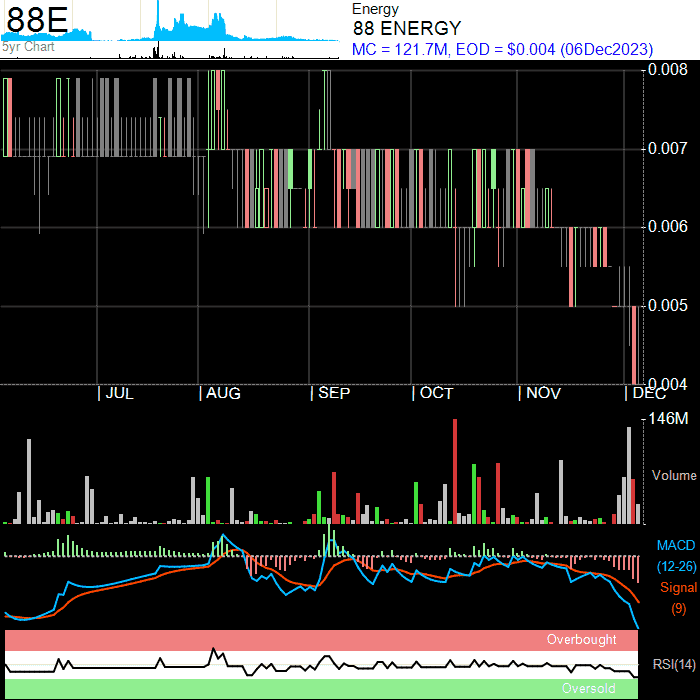 88E
5yr Chart
Energy
88 ENERGY
MC = 121.7M, EOD = $0.004 (06Dec2023)
0.008
0.007
0.006
0.005
0.004
| JUL | AUG | SEP | OCT | NOV | DEC
146M
Volume
MACD
(12-26)
Signal
(9)
Overbought
RSI(14)
Oversold